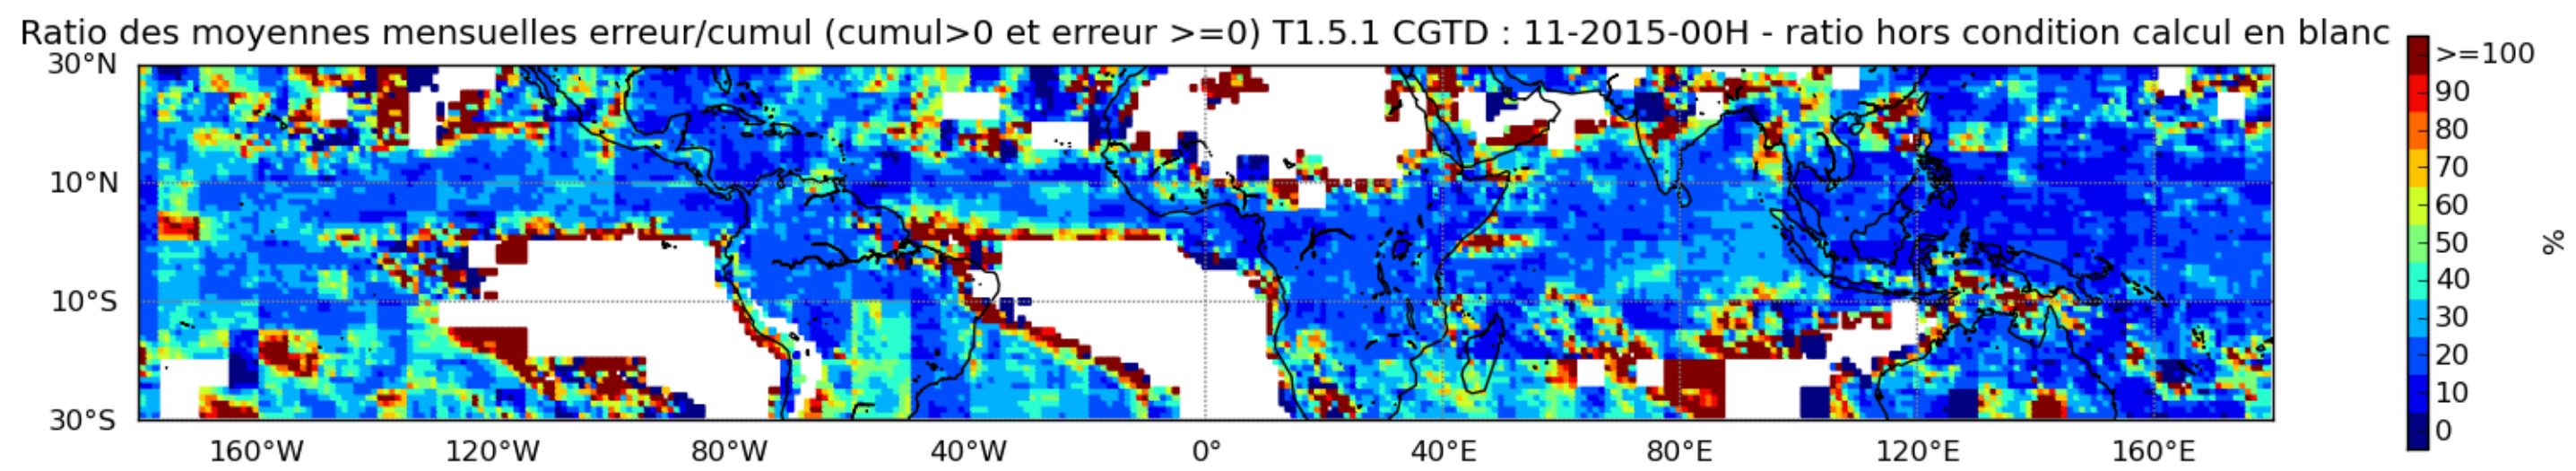 Ratio des moyennes mensuelles erreur/cumul (cumul>0 et erreur >=0) T1.5.1 CGTD : 11-2015-00H - ratio hors condition calcul en blanc
30°N
10°N
10°S
30°S
160°W
120°W
80°W
40°W
0°
40°E
80°E
120°E
160°E
>=100
90
80
70
60
50
40
30
20
10
0
%